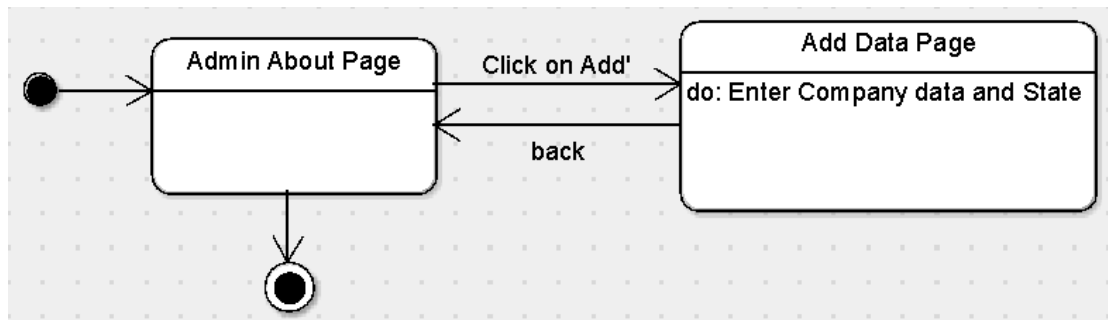 Admin About Page
Click on Add'
Add Data Page
do: Enter Company data and State
back